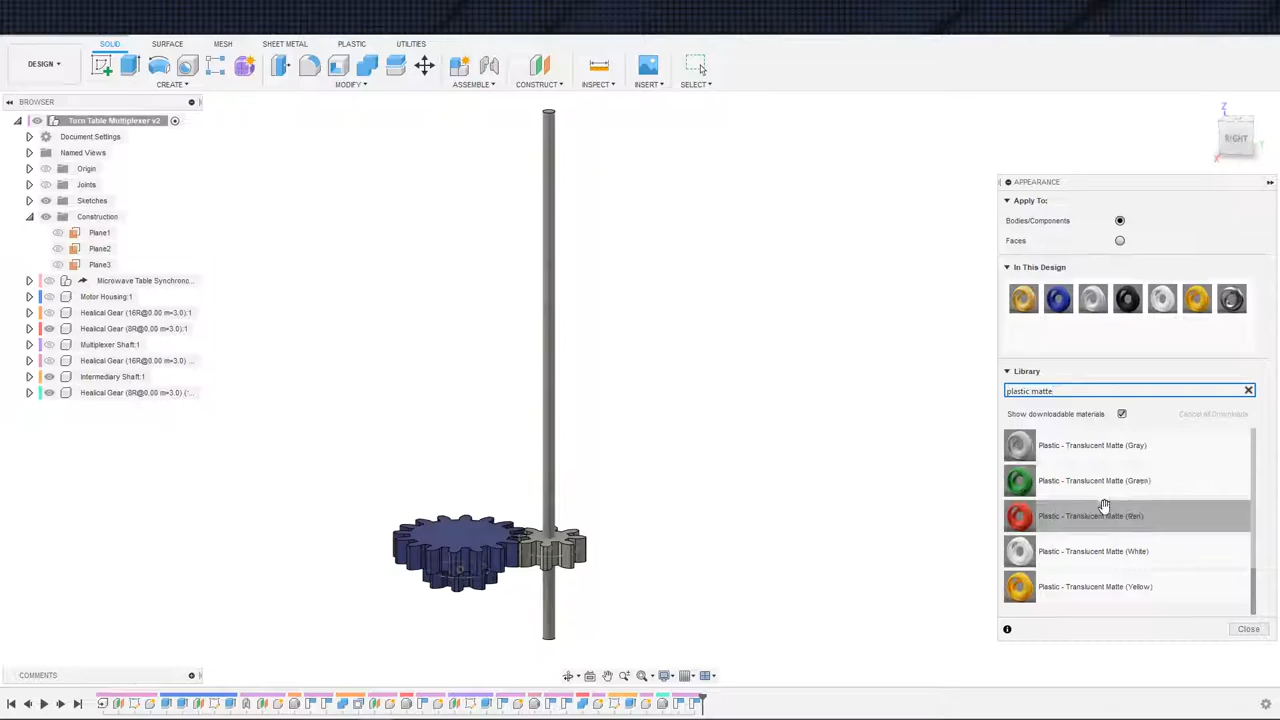 SOLID SURFACE MESH SHEET METAL PLASTIC UTILITIES
DESIGN
CREATE MODIFY ASSEMBLE CONSTRUCT INSPECT INSERT SELECT
BROWSER
Turn Table Multiplexer v2
Document Settings
Named Views
Origin
Joints
Sketches
Construction
Plane1
Plane2
Plane3
Microwave Table Synchrono...
Motor Housing:1
Healical Gear (16R@0.00 m=3.0):1
Healical Gear (8R@0.00 m=3.0):1
Multiplexer Shaft:1
Healical Gear (16R@0.00 m=3.0) ...
Intermediary Shaft:1
Healical Gear (8R@0.00 m=3.0) (...
Z
RIGHT
X
Y
APPEARANCE
Apply To:
Bodies/Components
Faces
In This Design
Library
plastic matte
Show downloadable materials
Cancel All Downloads
Plastic - Translucent Matte (Gray)
Plastic - Translucent Matte (Green)
Plastic - Translucent Matte (Red)
Plastic - Translucent Matte (White)
Plastic - Translucent Matte (Yellow)
Close
COMMENTS